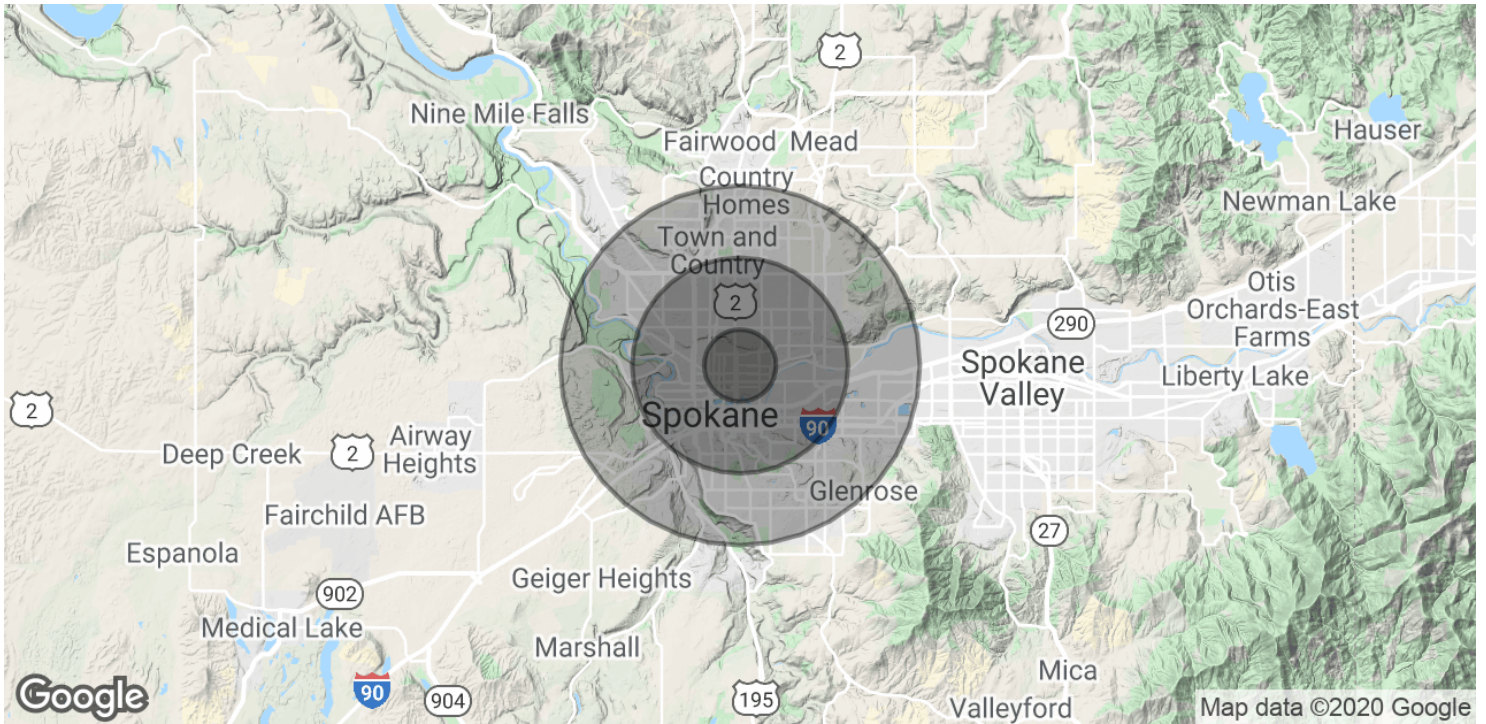 2
Nine Mile Falls
Hauser
Fairwood
Mead
Country
Homes
Newman Lake
Town and
Country
Otis
Orchards-East
Farms
2
290
Spokane
Valley
Liberty Lake
2
Spokane
90
Airway
Heights
Deep Creek
2
Glenrose
Fairchild AFB
27
Espanola
Geiger Heights
902
Medical Lake
Marshall
Mica
Google
90
904
195
Valleyford
Map data ©2020 Google